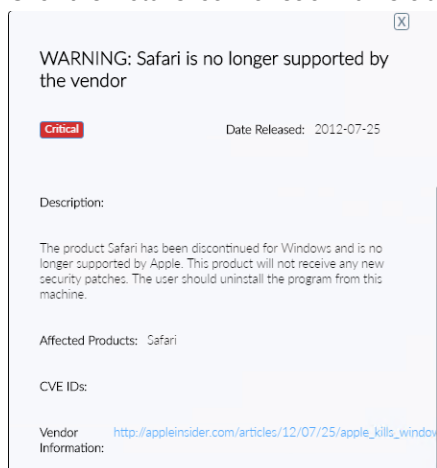 X
WARNING: Safari is no longer supported by
the vendor
Critical
Date Released: 2012-07-25
Description:
The product Safari has been discontinued for Windows and is no
longer supported by Apple. This product will not receive any new
security patches. The user should uninstall the program from this
machine.
Affected Products: Safari
CVE IDs:
Vendor http://appleinsider.com/articles/12/07/25/apple_kills_window
Information: